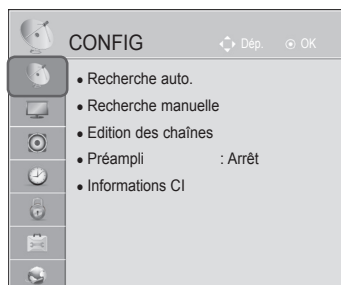 CONFIG Dép. OK
• Recherche auto.
• Recherche manuelle
• Edition des chaînes
• Préampli : Arrêt
• Informations CI